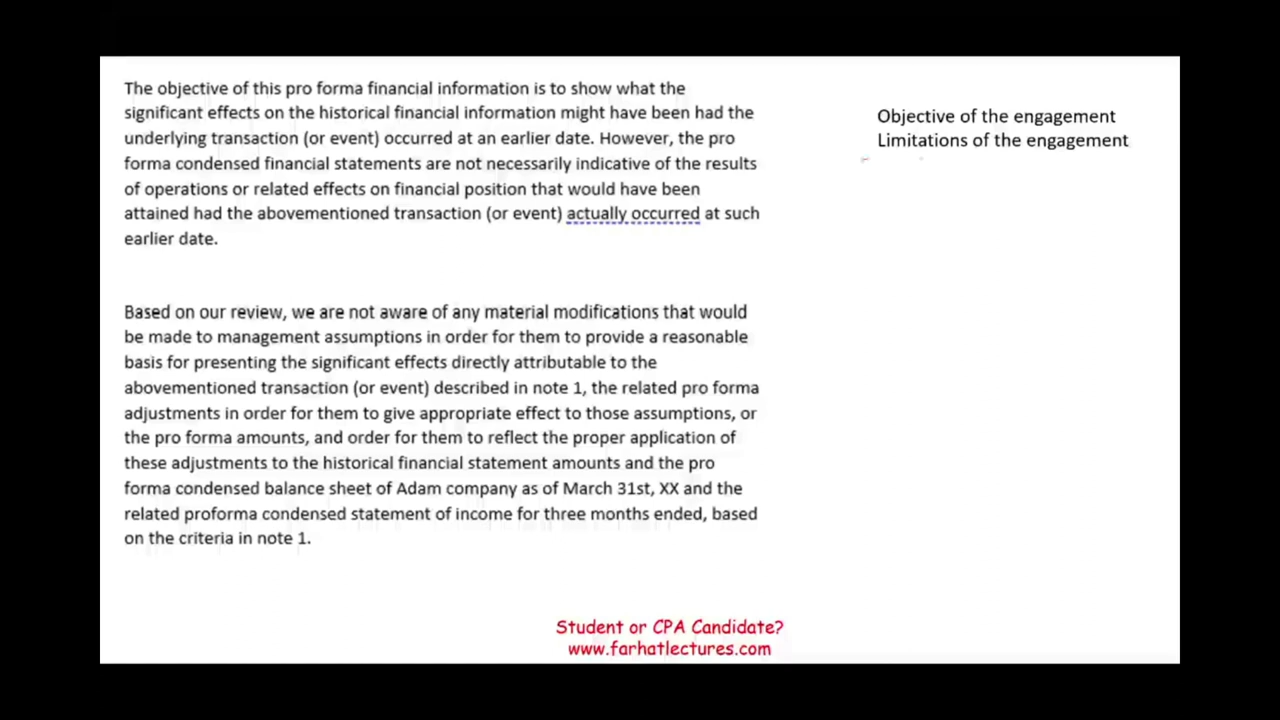 The objective of this pro forma financial information is to show what the
significant effects on the historical financial information might have been had the
underlying transaction (or event) occurred at an earlier date. However, the pro
forma condensed financial statements are not necessarily indicative of the results
of operations or related effects on financial position that would have been
attained had the abovementioned transaction (or event) actually occurred at such
earlier date.
Based on our review, we are not aware of any material modifications that would
be made to management assumptions in order for them to provide a reasonable
basis for presenting the significant effects directly attributable to the
abovementioned transaction (or event) described in note 1, the related pro forma
adjustments in order for them to give appropriate effect to those assumptions, or
the pro forma amounts, and order for them to reflect the proper application of
these adjustments to the historical financial statement amounts and the pro
forma condensed balance sheet of Adam company as of March 31st, XX and the
related proforma condensed statement of income for three months ended, based
on the criteria in note 1.
Objective of the engagement
Limitations of the engagement
Student or CPA Candidate?
www.farhatlectures.com